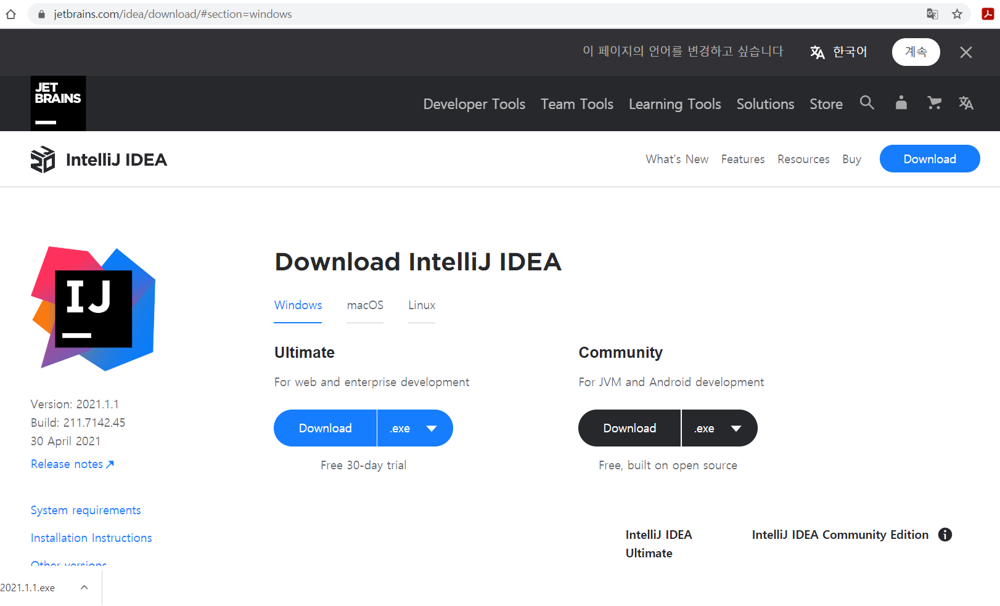 jetbrains.com/idea/download/#section=windows
이 페이지의 언어를 변경하고 싶습니다 한국어 계속
JET
BRAINS
Developer Tools Team Tools Learning Tools Solutions Store
IntelliJ IDEA
What's New Features Resources Buy Download
IJ
Version: 2021.1.1
Build: 211.7142.45
30 April 2021
Release notes
System requirements
Installation Instructions
Other versions
Download IntelliJ IDEA
Windows macOS Linux
Ultimate
For web and enterprise development
Download .exe
Free 30-day trial
Community
For JVM and Android development
Download .exe
Free, built on open source
IntelliJ IDEA
Ultimate
IntelliJ IDEA Community Edition
2021.1.1.exe